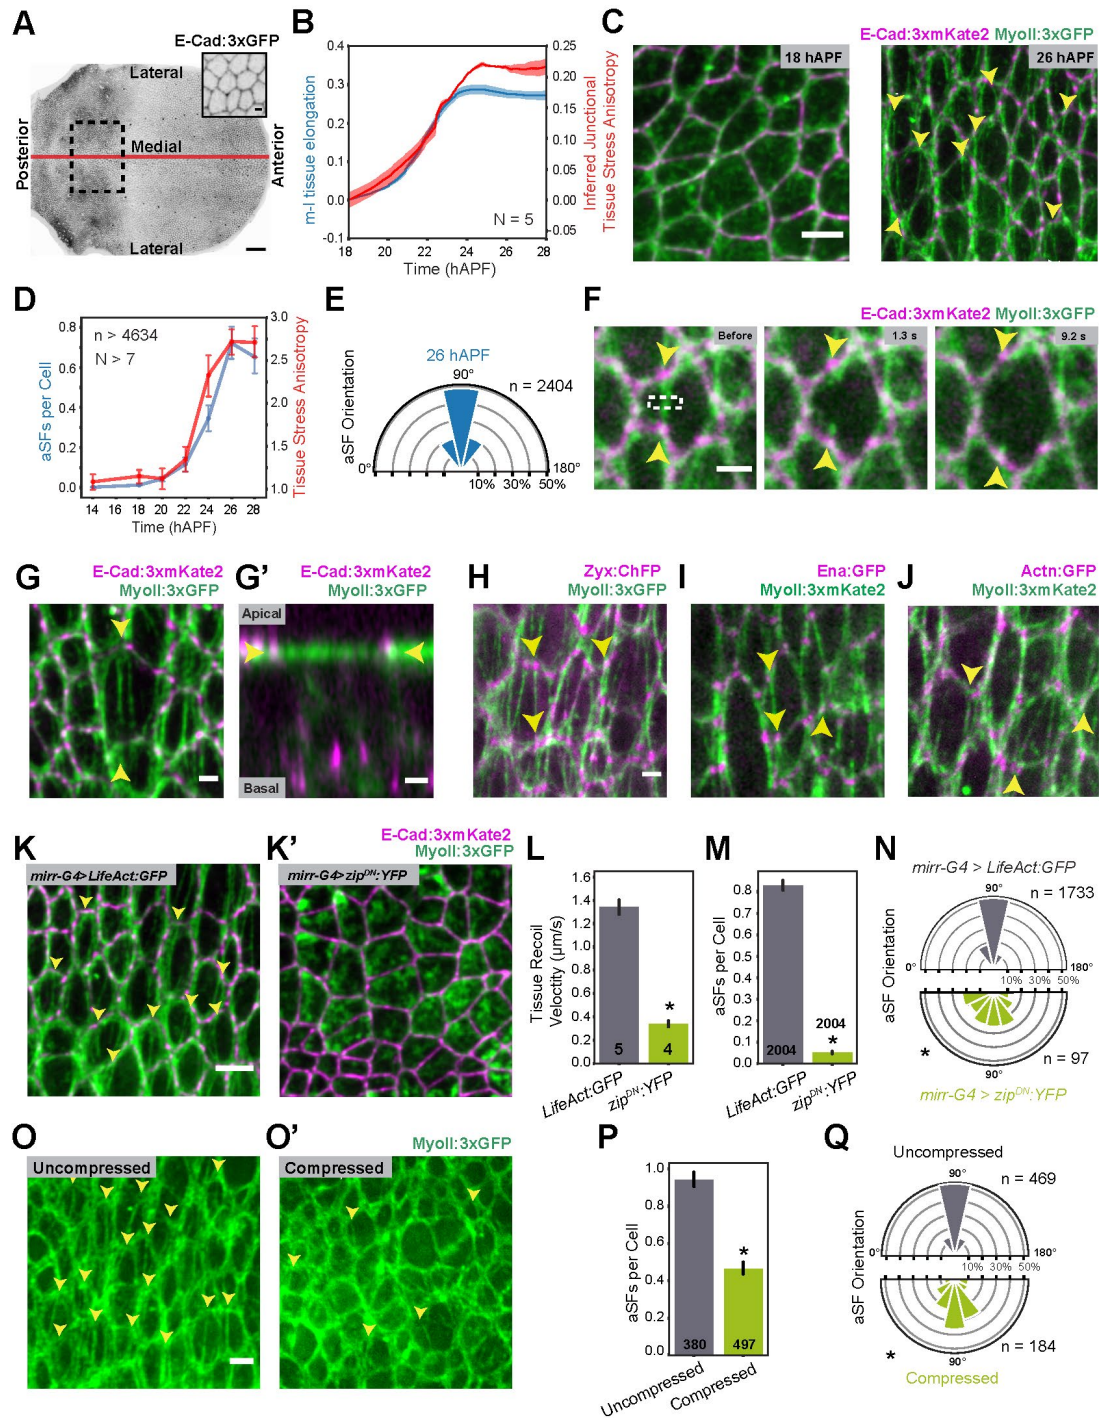 A
E-Cad:3xGFP
Lateral
Posterior
Medial
Anterior
Lateral
B
m-l tissue elongation
0.4
0.3
0.2
0.1
0.0
-0.1
0.25
0.20
0.15
0.10
0.05
0.00
0.05
Inferred Junctional
Tissue Stress Anisotropy
N = 5
18 20 22 24 26 28
Time (hAPF)
C
E-Cad:3xmKate2 MyoII:3xGFP
18 hAPF
26 hAPF
D
aSFs per Cell
0.8
0.6
0.4
0.2
0.0
n > 4634
N > 7
3.0
2.5
2.0
1.5
1.0
Tissue Stress Anisotropy
14 16 18 20 22 24 26 28
Time (hAPF)
E
26 hAPF
90°
n = 2404
aSF Orientation
0°
180°
10% 30% 50%
F
E-Cad:3xmKate2 MyoII:3xGFP
Before
1.3 s
9.2 s
G
E-Cad:3xmKate2
MyoII:3xGFP
G’
E-Cad:3xmKate2
MyoII:3xGFP
Apical
Basal
H
Zyx:ChFP
MyoII:3xGFP
I
Ena:GFP
MyoII:3xmKate2
J
Actn:GFP
MyoII:3xmKate2
K
mirr-G4>LifeAct:GFP
K’
E-Cad:3xmKate2
MyoII:3xGFP
mirr-G4>zipDN:YFP
L
Tissue Recoil
Veloctity (µm/s)
1.6
1.4
1.2
1.0
0.8
0.6
0.4
0.2
0.0
*
5
4
LifeAct:GFP
zipDN:YFP
M
aSFs per Cell
0.8
0.7
0.6
0.5
0.4
0.3
0.2
0.1
0.0
2004
2004
*
LifeAct:GFP
zipDN:YFP
N
mirr-G4 > LifeAct:GFP
90°
n = 1733
aSF Orientation
0°
180°
10% 30% 50%
*
n = 97
90°
mirr-G4 > zipDN:YFP
O
Uncompressed
O’
MyoII:3xGFP
Compressed
P
aSFs per Cell
1.0
0.8
0.6
0.4
0.2
0.0
*
380
497
Uncompressed
Compressed
Q
Uncompressed
90°
n = 469
aSF Orientation
0°
180°
10% 30% 50%
n = 184
*
90°
Compressed